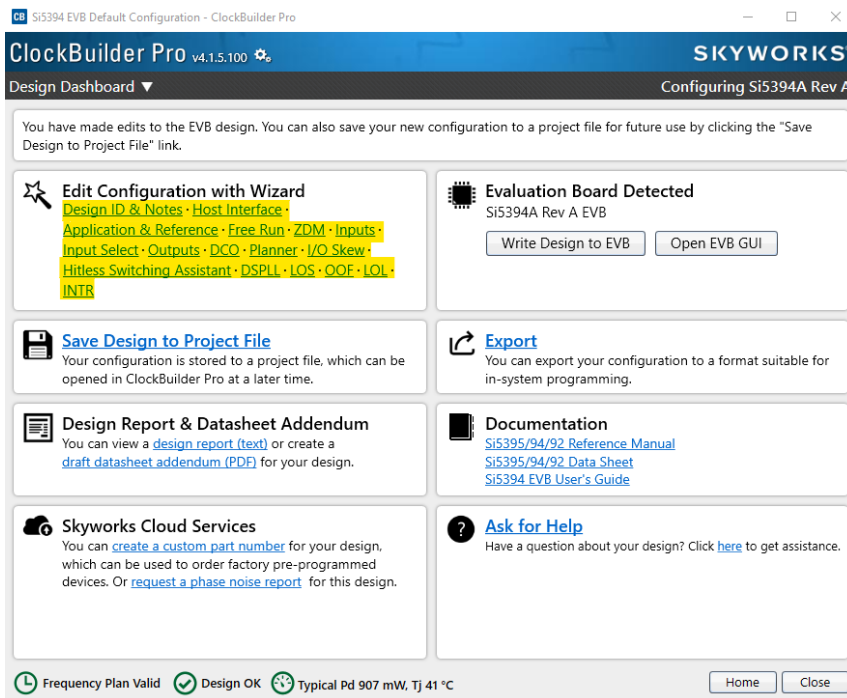 CB Si5394 EVB Default Configuration - ClockBuilder Pro
ClockBuilder Pro v4.1.5.100
SKYWORKS
Design Dashboard ▼
Configuring Si5394A Rev A
You have made edits to the EVB design. You can also save your new configuration to a project file for future use by clicking the "Save
Design to Project File" link.
Edit Configuration with Wizard
Design ID & Notes · Host Interface ·
Application & Reference · Free Run · ZDM · Inputs ·
Input Select · Outputs · DCO · Planner · I/O Skew ·
Hitless Switching Assistant · DSPLL · LOS · OOF · LOL ·
INTR
Evaluation Board Detected
Si5394A Rev A EVB
Write Design to EVB
Open EVB GUI
Save Design to Project File
Your configuration is stored to a project file, which can be
opened in ClockBuilder Pro at a later time.
Export
You can export your configuration to a format suitable for
in-system programming.
Design Report & Datasheet Addendum
You can view a design report (text) or create a
draft datasheet addendum (PDF) for your design.
Documentation
Si5395/94/92 Reference Manual
Si5395/94/92 Data Sheet
Si5394 EVB User's Guide
Skyworks Cloud Services
You can create a custom part number for your design,
which can be used to order factory pre-programmed
devices. Or request a phase noise report for this design.
? Ask for Help
Have a question about your design? Click here to get assistance.
Frequency Plan Valid
Design OK
Typical Pd 907 mW, Tj 41 °C
Home
Close